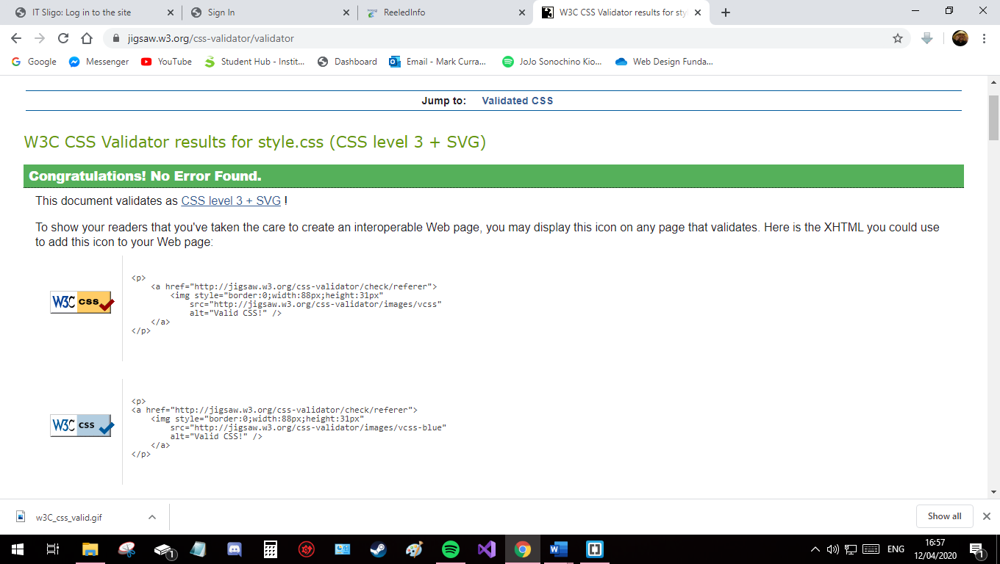 IT Sligo: Log in to the site
Sign In
ReeledInfo
W3C CSS Validator results for sty
jigsaw.w3.org/css-validator/validator
Google
Messenger
YouTube
Student Hub - Instit...
Dashboard
Email - Mark Curra...
JoJo Sonochino Kio...
Web Design Funda...
Jump to: Validated CSS
W3C CSS Validator results for style.css (CSS level 3 + SVG)
Congratulations! No Error Found.
This document validates as CSS level 3 + SVG !
To show your readers that you've taken the care to create an interoperable Web page, you may display this icon on any page that validates. Here is the XHTML you could use
to add this icon to your Web page:
W3C css
<p>
<a href="http://jigsaw.w3.org/css-validator/check/referer">
<img style="border:0;width:88px;height:31px"
src="http://jigsaw.w3.org/css-validator/images/vcss"
alt="Valid CSS!" />
</a>
</p>
W3C css
<p>
<a href="http://jigsaw.w3.org/css-validator/check/referer">
<img style="border:0;width:88px;height:31px"
src="http://jigsaw.w3.org/css-validator/images/vcss-blue"
alt="Valid CSS!" />
</a>
</p>
w3C_css_valid.gif
Show all
1
ENG
16:57
12/04/2020
1